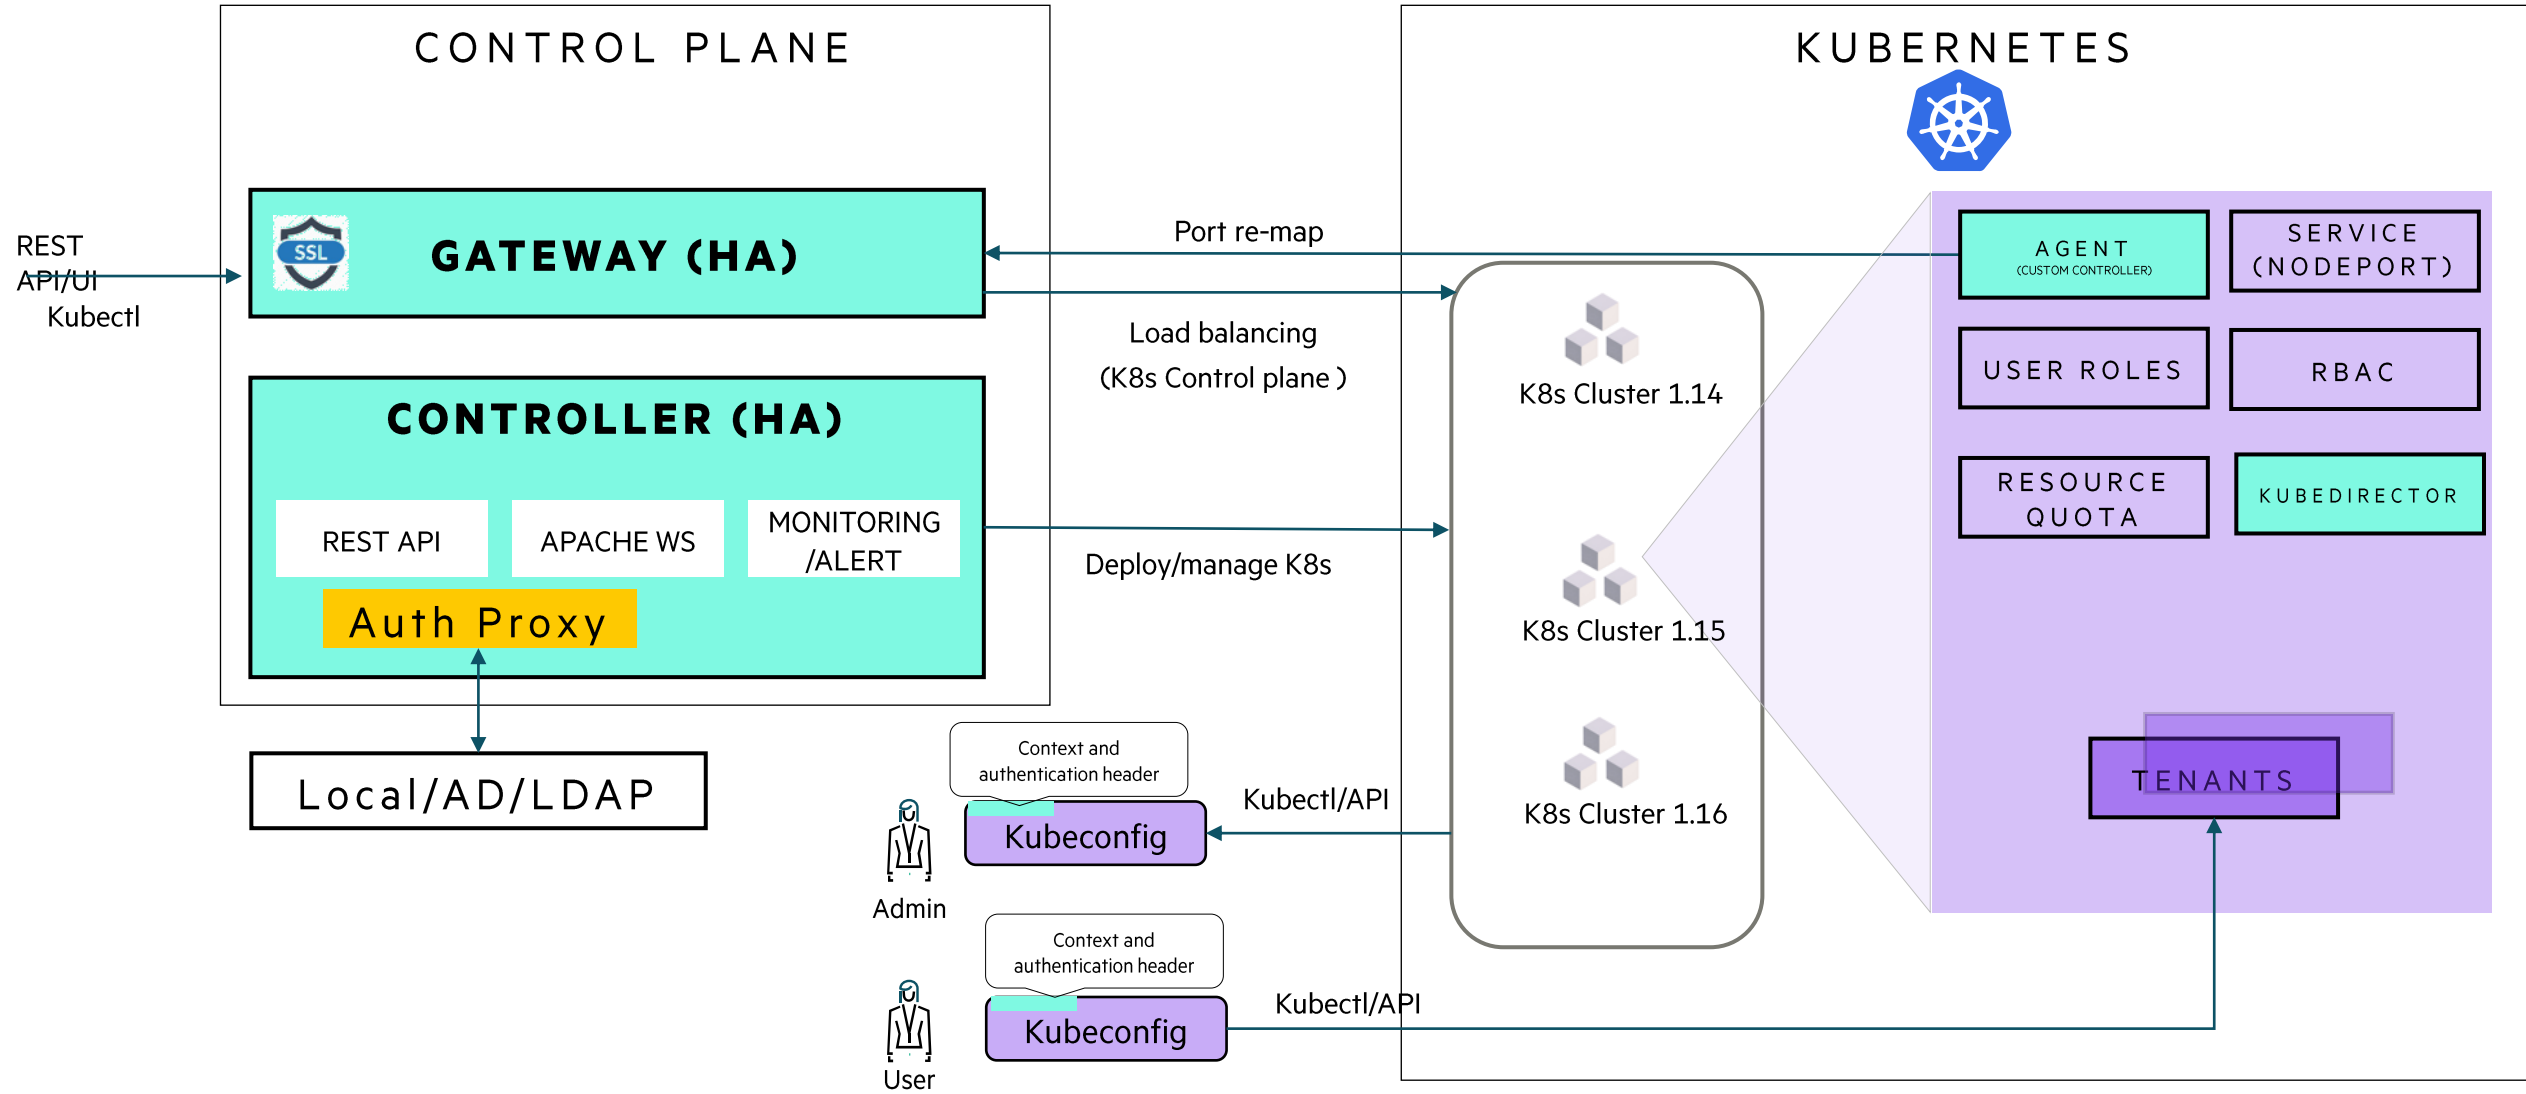 CONTROL PLANE
KUBERNETES
REST
API/UI
Kubectl
SSL
GATEWAY (HA)
Port re-map
Load balancing
(K8s Control plane )
CONTROLLER (HA)
REST API
APACHE WS
MONITORING
/ALERT
Auth Proxy
Deploy/manage K8s
Local/AD/LDAP
K8s Cluster 1.14
K8s Cluster 1.15
K8s Cluster 1.16
AGENT
(CUSTOM CONTROLLER)
SERVICE
(NODEPORT)
USER ROLES
RBAC
RESOURCE
QUOTA
KUBEDIRECTOR
TENANTS
Context and
authentication header
Kubeconfig
Kubectl/API
Admin
Context and
authentication header
Kubeconfig
Kubectl/API
User